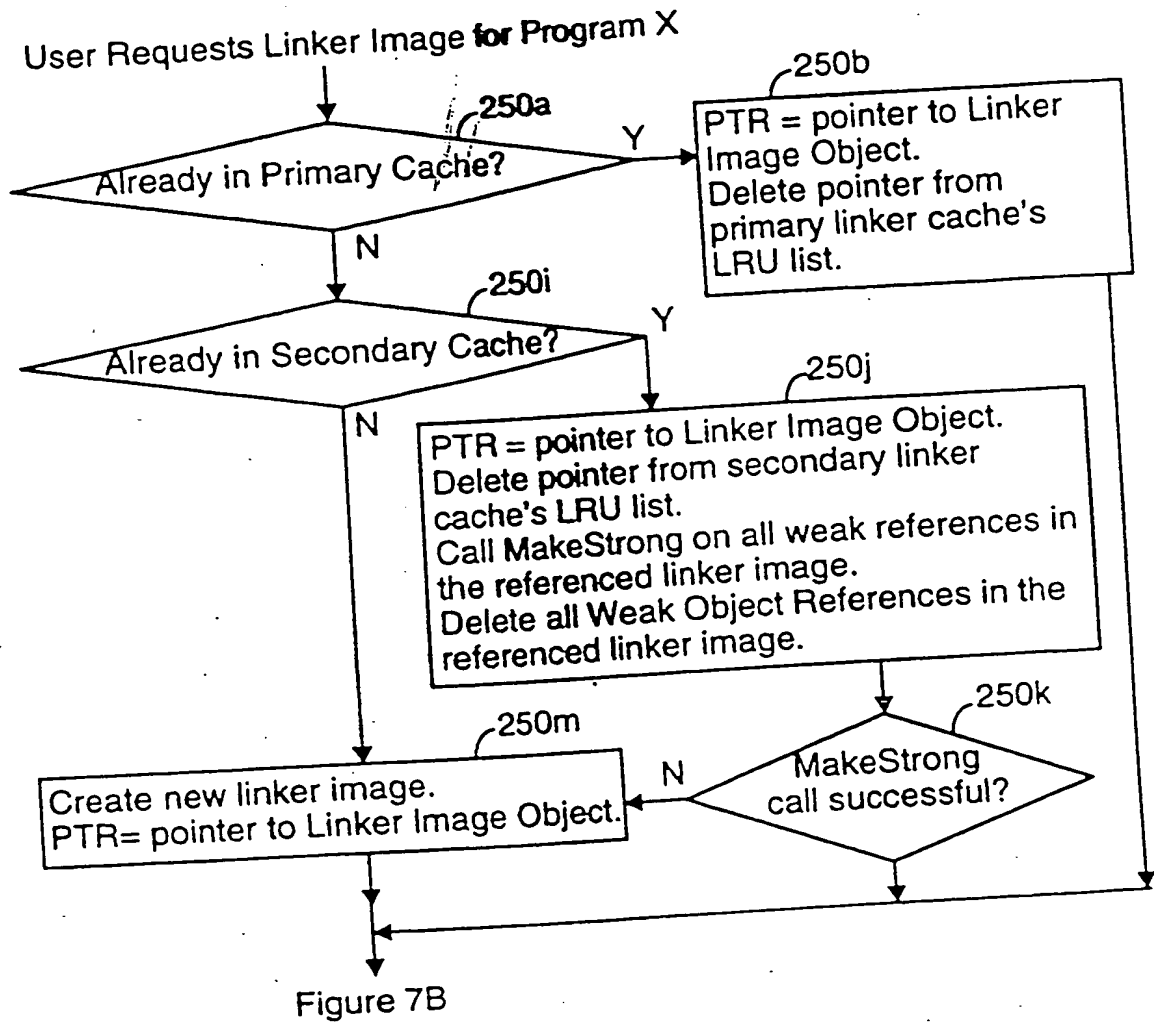 User Requests Linker Image for Program X
250a
Already in Primary Cache?
Y
N
250b
PTR = pointer to Linker
Image Object.
Delete pointer from
primary linker cache's
LRU list.
250i
Already in Secondary Cache?
Y
N
250j
PTR = pointer to Linker Image Object.
Delete pointer from secondary linker
cache's LRU list.
Call MakeStrong on all weak references in
the referenced linker image.
Delete all Weak Object References in the
referenced linker image.
250k
MakeStrong
call successful?
N
250m
Create new linker image.
PTR= pointer to Linker Image Object.
Figure 7B